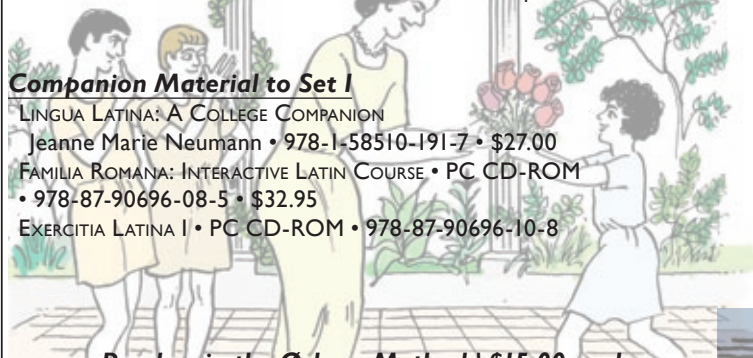 Companion Material to Set I
Lingua Latina: A College Companion
Jeanne Marie Neumann • 978-1-58510-191-7 • $27.00
Familia Romana: Interactive Latin Course • PC CD-ROM
• 978-87-90696-08-5 • $32.95
Exercitia Latina I • PC CD-ROM • 978-87-90696-10-8